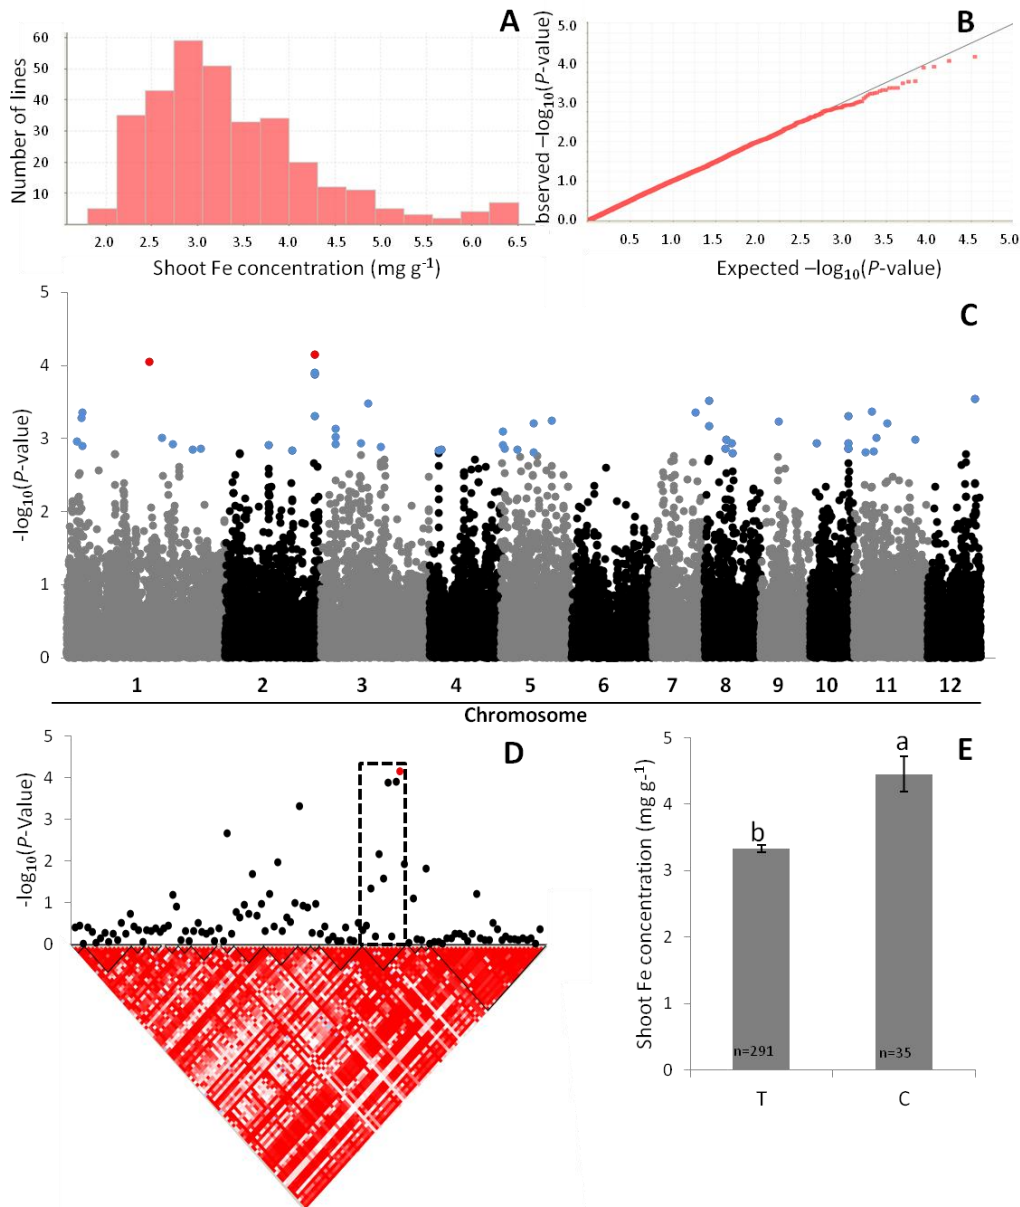 A
Number of lines
60
50
40
30
20
10
2.0 2.5 3.0 3.5 4.0 4.5 5.0 5.5 6.0 6.5
Shoot Fe concentration (mg g-1)
B
bserved –log10(P-value)
5.0
4.0
3.0
2.0
1.0
0.0
0.5 1.0 1.5 2.0 2.5 3.0 3.5 4.0 4.5 5.0
Expected –log10(P-value)
C
-log10(P-value)
5
4
3
2
1
0
1 2 3 4 5 6 7 8 9 10 11 12
Chromosome
D
-log10(P-Value)
5
4
3
2
1
0
E
Shoot Fe concentration (mg g-1)
5
4
3
2
1
0
b
a
n=291
n=35
T C